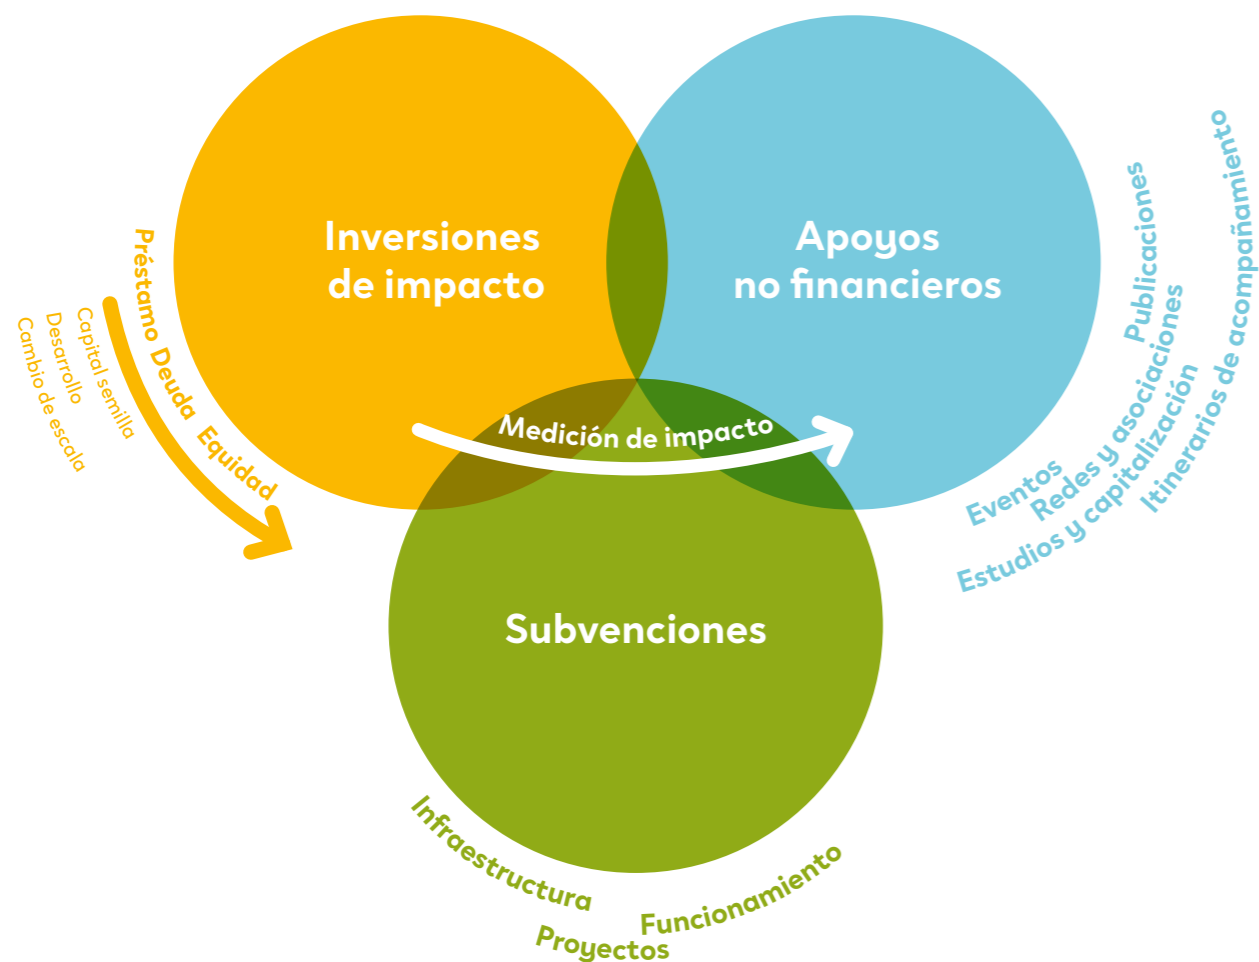 Inversiones
de impacto
Apoyos
no financieros
Medición de impacto
Subvenciones
Préstamo Deuda Equidad
Capital semilla
Desarrollo
Cambio de escala
Publicaciones
Eventos
Redes y asociaciones
Estudios y capitalización
Itinerarios de acompañamiento
Infraestructura
Proyectos
Funcionamiento